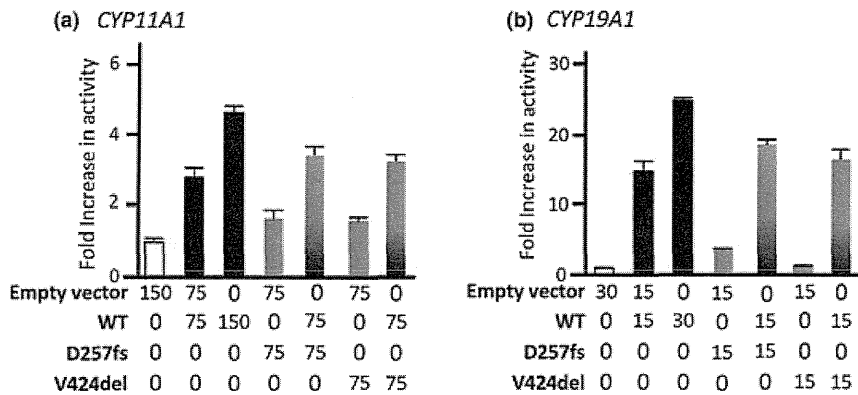 (a) CYP11A1
Fold Increase in activity
6
4
2
0
Empty vector 150 75 0 75 0 75 0
WT 0 75 150 0 75 0 75
D257fs 0 0 0 75 75 0 0
V424del 0 0 0 0 0 75 75
(b) CYP19A1
Fold Increase in activity
30
20
10
0
Empty vector 30 15 0 15 0 15 0
WT 0 15 30 0 15 0 15
D257fs 0 0 0 15 15 0 0
V424del 0 0 0 0 0 15 15